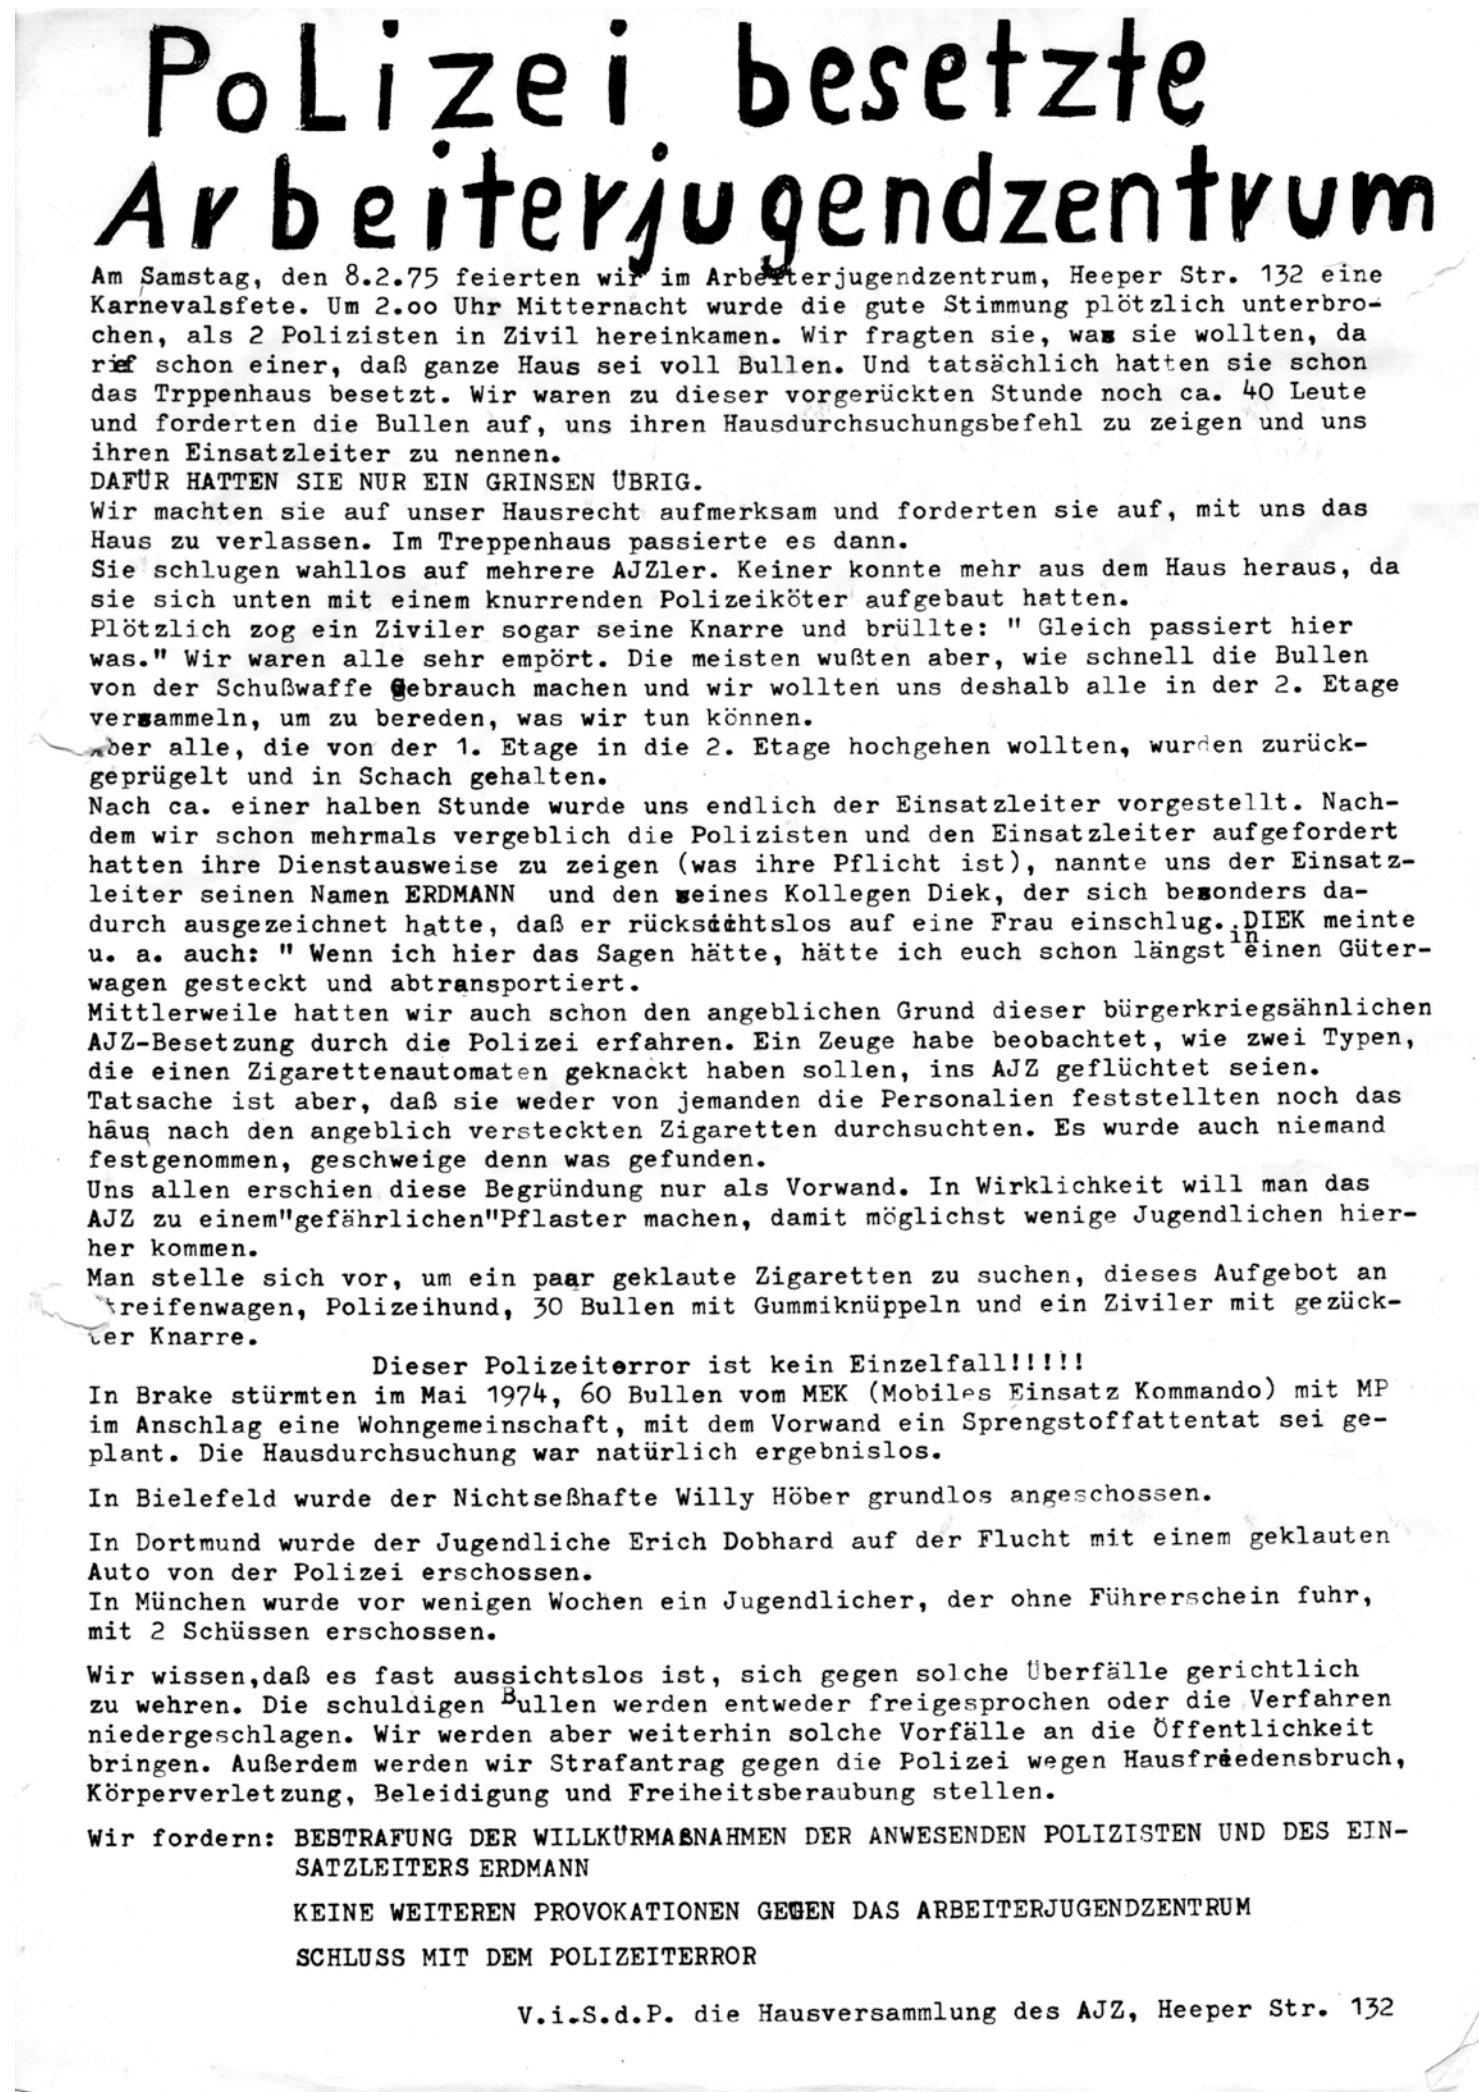 PoLizei besetzte
Arbeiterjugendzentrum
Am Samstag, den 8.2.75 feierten wir im Arbeiterjugendzentrum, Heeper Str. 132 eine
Karnevalsfete. Um 2.oo Uhr Mitternacht wurde die gute Stimmung plötzlich unterbro-
chen, als 2 Polizisten in Zivil hereinkamen. Wir fragten sie, was sie wollten, da
rief schon einer, daß ganze Haus sei voll Bullen. Und tatsächlich hatten sie schon
das Trppenhaus besetzt. Wir waren zu dieser vorgerückten Stunde noch ca. 40 Leute
und forderten die Bullen auf, uns ihren Hausdurchsuchungsbefehl zu zeigen und uns
ihren Einsatzleiter zu nennen.
DAFÜR HATTEN SIE NUR EIN GRINSEN ÜBRIG.
Wir machten sie auf unser Hausrecht aufmerksam und forderten sie auf, mit uns das
Haus zu verlassen. Im Treppenhaus passierte es dann.
Sie schlugen wahllos auf mehrere AJZler. Keiner konnte mehr aus dem Haus heraus, da
sie sich unten mit einem knurrenden Polizeiköter aufgebaut hatten.
Plötzlich zog ein Ziviler sogar seine Knarre und brüllte: " Gleich passiert hier
was." Wir waren alle sehr empört. Die meisten wußten aber, wie schnell die Bullen
von der Schußwaffe Gebrauch machen und wir wollten uns deshalb alle in der 2. Etage
versammeln, um zu bereden, was wir tun können.
Aber alle, die von der 1. Etage in die 2. Etage hochgehen wollten, wurden zurück-
geprügelt und in Schach gehalten.
Nach ca. einer halben Stunde wurde uns endlich der Einsatzleiter vorgestellt. Nach-
dem wir schon mehrmals vergeblich die Polizisten und den Einsatzleiter aufgefordert
hatten ihre Dienstausweise zu zeigen (was ihre Pflicht ist), nannte uns der Einsatz-
leiter seinen Namen ERDMANN und den seines Kollegen Diek, der sich besonders da-
durch ausgezeichnet hatte, daß er rücksichtslos auf eine Frau einschlug. DIEK meinte
u. a. auch: " Wenn ich hier das Sagen hätte, hätte ich euch schon längst in einen Güter-
wagen gesteckt und abtransportiert.
Mittlerweile hatten wir auch schon den angeblichen Grund dieser bürgerkriegsähnlichen
AJZ-Besetzung durch die Polizei erfahren. Ein Zeuge habe beobachtet, wie zwei Typen,
die einen Zigarettenautomaten geknackt haben sollen, ins AJZ geflüchtet seien.
Tatsache ist aber, daß sie weder von jemanden die Personalien feststellten noch das
häus nach den angeblich versteckten Zigaretten durchsuchten. Es wurde auch niemand
festgenommen, geschweige denn was gefunden.
Uns allen erschien diese Begründung nur als Vorwand. In Wirklichkeit will man das
AJZ zu einem"gefährlichen"Pflaster machen, damit möglichst wenige Jugendlichen hier-
her kommen.
Man stelle sich vor, um ein paar geklaute Zigaretten zu suchen, dieses Aufgebot an
Streifenwagen, Polizeihund, 30 Bullen mit Gummiknüppeln und ein Ziviler mit gezück-
ter Knarre.
Dieser Polizeiterror ist kein Einzelfall!!!!!
In Brake stürmten im Mai 1974, 60 Bullen vom MEK (Mobiles Einsatz Kommando) mit MP
im Anschlag eine Wohngemeinschaft, mit dem Vorwand ein Sprengstoffattentat sei ge-
plant. Die Hausdurchsuchung war natürlich ergebnislos.
In Bielefeld wurde der Nichtseßhafte Willy Höber grundlos angeschossen.
In Dortmund wurde der Jugendliche Erich Dobhard auf der Flucht mit einem geklauten
Auto von der Polizei erschossen.
In München wurde vor wenigen Wochen ein Jugendlicher, der ohne Führerschein fuhr,
mit 2 Schüssen erschossen.
Wir wissen,daß es fast aussichtslos ist, sich gegen solche Überfälle gerichtlich
zu wehren. Die schuldigen Bullen werden entweder freigesprochen oder die Verfahren
niedergeschlagen. Wir werden aber weiterhin solche Vorfälle an die Öffentlichkeit
bringen. Außerdem werden wir Strafantrag gegen die Polizei wegen Hausfriedensbruch,
Körperverletzung, Beleidigung und Freiheitsberaubung stellen.
Wir fordern: BESTRAFUNG DER WILLKÜRMAßNAHMEN DER ANWESENDEN POLIZISTEN UND DES EIN-
SATZLEITERS ERDMANN
KEINE WEITEREN PROVOKATIONEN GEGEN DAS ARBEITERJUGENDZENTRUM
SCHLUSS MIT DEM POLIZEITERROR
V.i.S.d.P. die Hausversammlung des AJZ, Heeper Str. 132